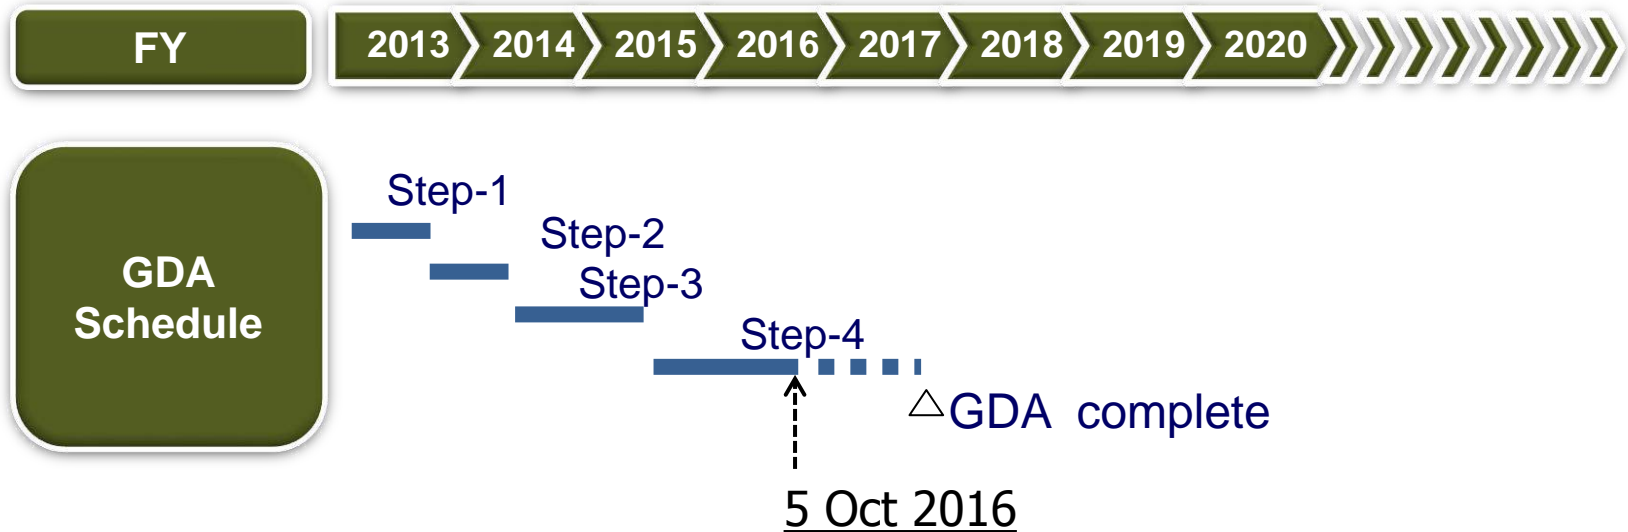 FY
2013 2014 2015 2016 2017 2018 2019 2020
GDA
Schedule
Step-1
Step-2
Step-3
Step-4
GDA complete
5 Oct 2016